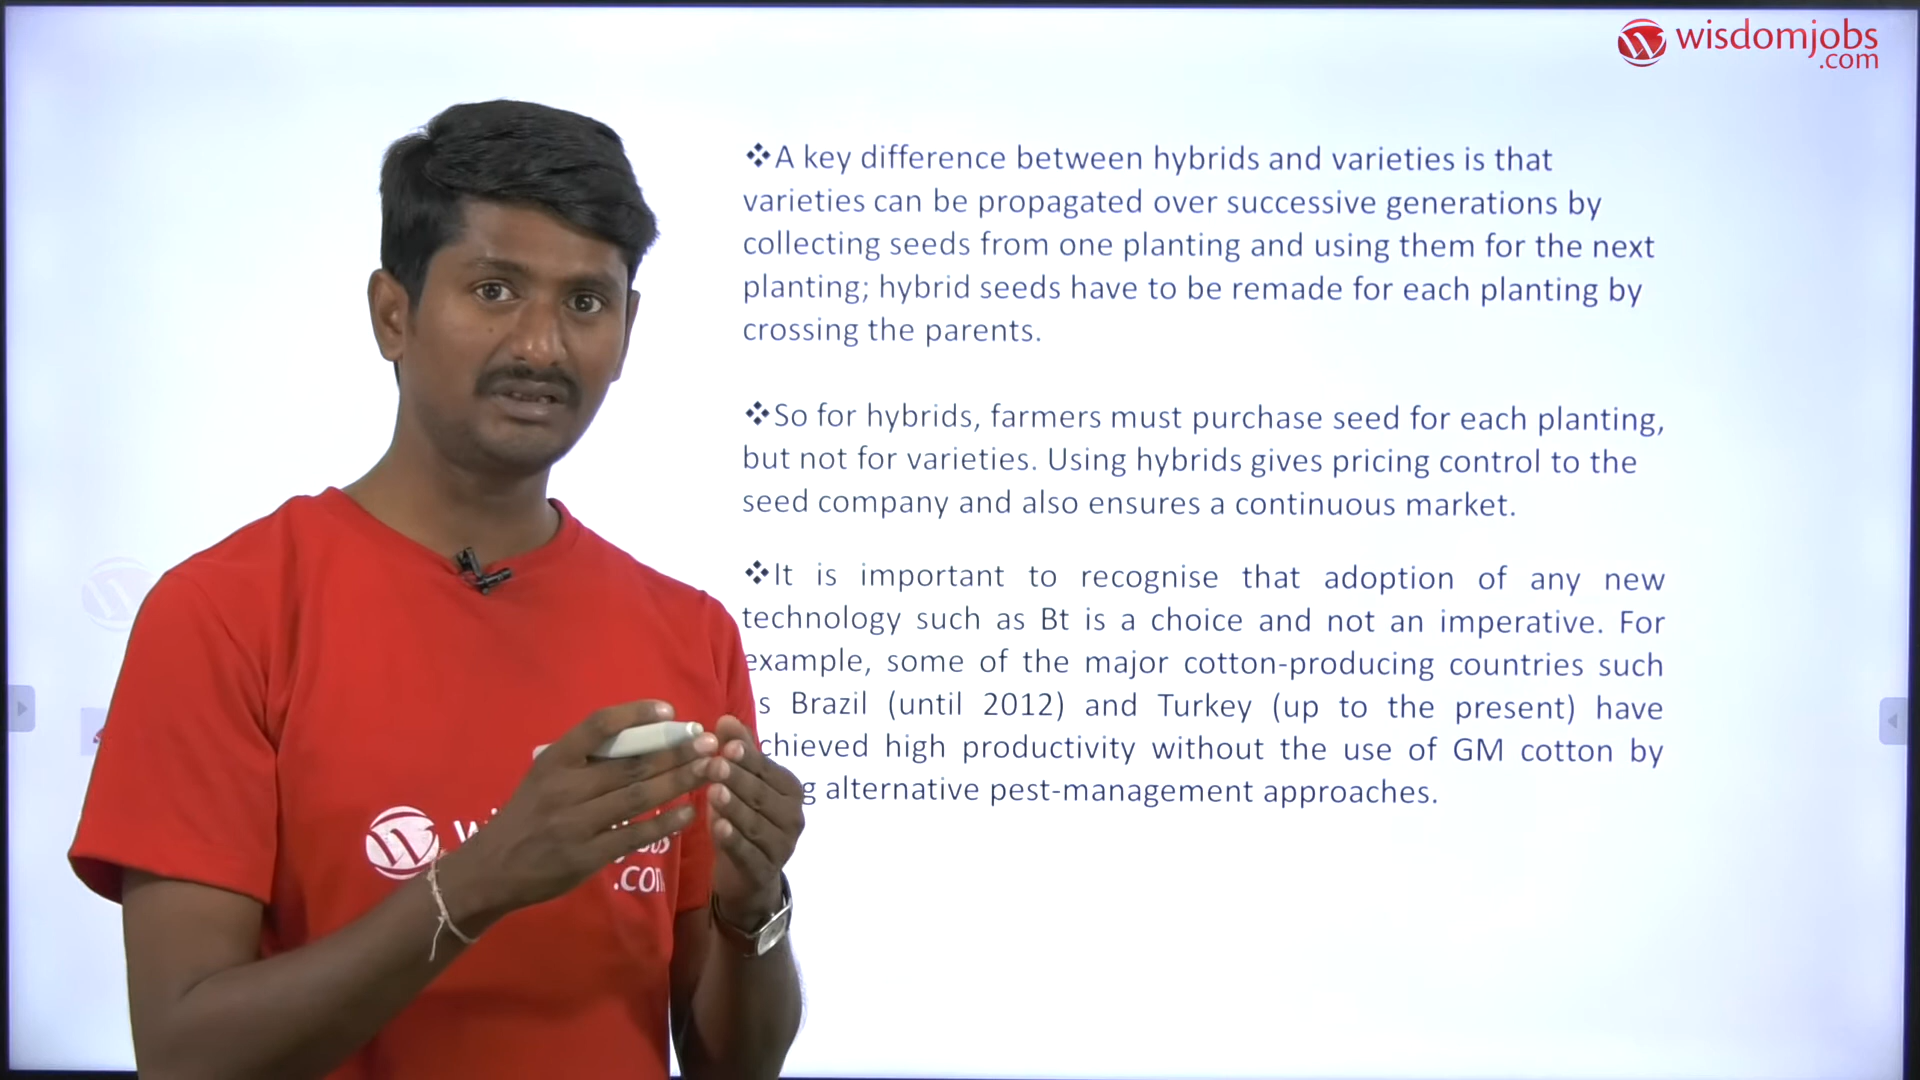 wisdomjobs
.com
❖A key difference between hybrids and varieties is that
varieties can be propagated over successive generations by
collecting seeds from one planting and using them for the next
planting; hybrid seeds have to be remade for each planting by
crossing the parents.
❖So for hybrids, farmers must purchase seed for each planting,
but not for varieties. Using hybrids gives pricing control to the
seed company and also ensures a continuous market.
❖It is important to recognise that adoption of any new
technology such as Bt is a choice and not an imperative. For
example, some of the major cotton-producing countries such
Brazil (until 2012) and Turkey (up to the present) have
high productivity without the use of GM cotton by
alternative pest-management approaches.
.com